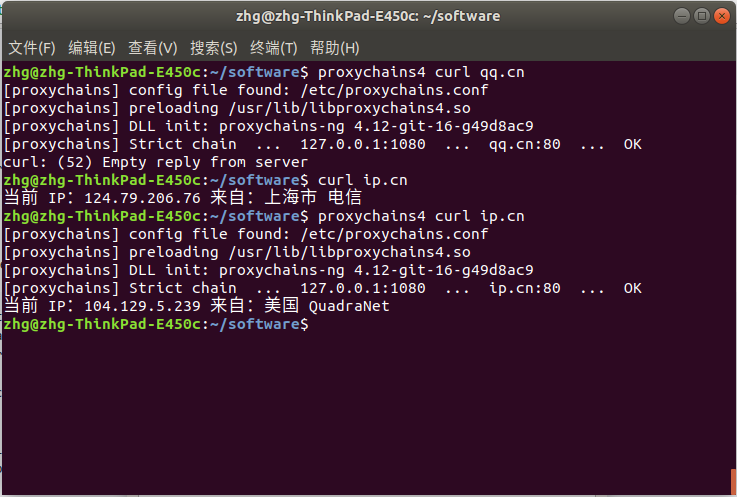 zhg@zhg-ThinkPad-E450c: ~/software
文件(F) 编辑(E) 查看(V) 搜索(S) 终端(T) 帮助(H)
zhg@zhg-ThinkPad-E450c:~/software$ proxychains4 curl qq.cn
[proxychains] config file found: /etc/proxychains.conf
[proxychains] preloading /usr/lib/libproxychains4.so
[proxychains] DLL init: proxychains-ng 4.12-git-16-g49d8ac9
[proxychains] Strict chain  ...  127.0.0.1:1080  ...  qq.cn:80  ...  OK
curl: (52) Empty reply from server
zhg@zhg-ThinkPad-E450c:~/software$ curl ip.cn
当前 IP：124.79.206.76 来自：上海市 电信
zhg@zhg-ThinkPad-E450c:~/software$ proxychains4 curl ip.cn
[proxychains] config file found: /etc/proxychains.conf
[proxychains] preloading /usr/lib/libproxychains4.so
[proxychains] DLL init: proxychains-ng 4.12-git-16-g49d8ac9
[proxychains] Strict chain  ...  127.0.0.1:1080  ...  ip.cn:80  ...  OK
当前 IP：104.129.5.239 来自：美国 QuadraNet
zhg@zhg-ThinkPad-E450c:~/software$